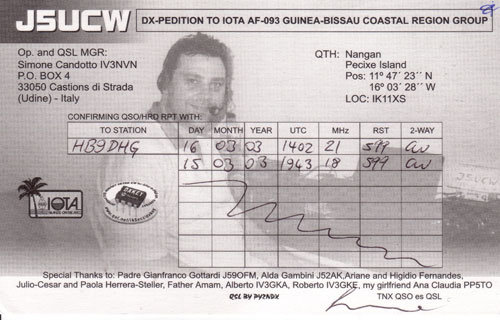 J5UCW DX-PEDITION TO IOTA AF-093 GUINEA-BISSAU COASTAL REGION GROUP
Op. and QSL MGR:
Simone Candotto IV3NVN
P.O. BOX 4
33050 Castions di Strada
(Udine) - Italy
QTH: Nangan
Pecixe Island
Pos: 11º 47´ 23´´ N
16º 03´ 28´´ W
LOC: IK11XS
CONFIRMING QSO/HRD RPT WITH:
TO STATION DAY MONTH YEAR UTC MHz RST 2-WAY
HB9DHG 16 03 03 1402 21 599 CW
15 03 03 1943 18 599 CW
IOTA
Special Thanks to: Padre Gianfranco Gottardi J59OFM, Alda Gambini J52AK,Ariane and Higidio Fernandes,
Julio-Cesar and Paola Herrera-Steller, Father Amam, Alberto IV3GKA, Roberto IV3GKE, my girlfriend Ana Claudia PP5TO
QSL BY PY2NDX
TNX QSO es QSL